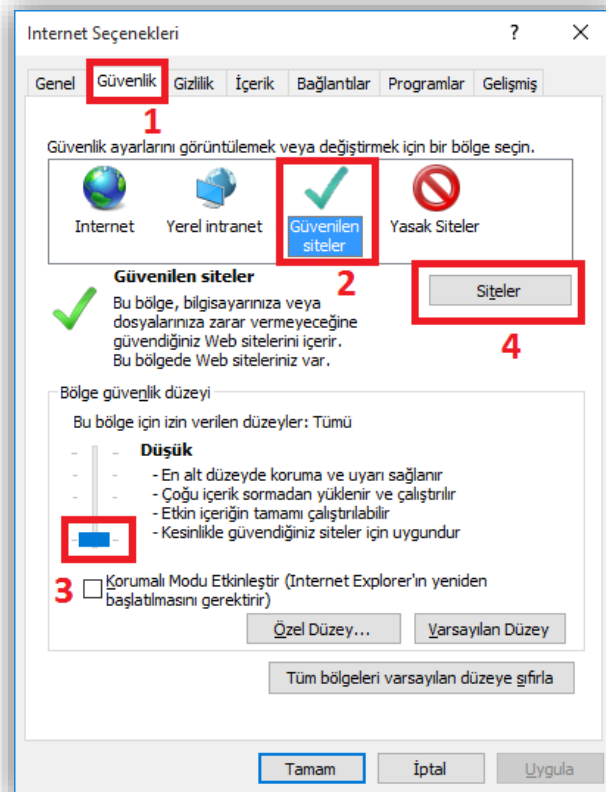 Internet Seçenekleri ?
Genel Güvenlik Gizlilik İçerik Bağlantılar Programlar Gelişmiş
1
Güvenlik ayarlarını görüntülemek veya değiştirmek için bir bölge seçin.
Internet Yerel intranet Güvenilen siteler Yasak Siteler
2
Güvenilen siteler
Bu bölge, bilgisayarınıza veya
dosyalarınıza zarar vermeyeceğine
güvendiğiniz Web sitelerini içerir.
Bu bölgede Web siteleriniz var.
Siteler
4
Bölge güvenlik düzeyi
Bu bölge için izin verilen düzeyler: Tümü
Düşük
- En alt düzeyde koruma ve uyarı sağlanır
- Çoğu içerik sormadan yüklenir ve çalıştırılır
- Etkin içeriğin tamamı çalıştırılabilir
- Kesinlikle güvendiğiniz siteler için uygundur
3
Korumalı Modu Etkinleştir (Internet Explorer'ın yeniden
başlatılmasını gerektirir)
Özel Düzey... Varsayılan Düzey
Tüm bölgeleri varsayılan düzeye sıfırla
Tamam İptal Uygula